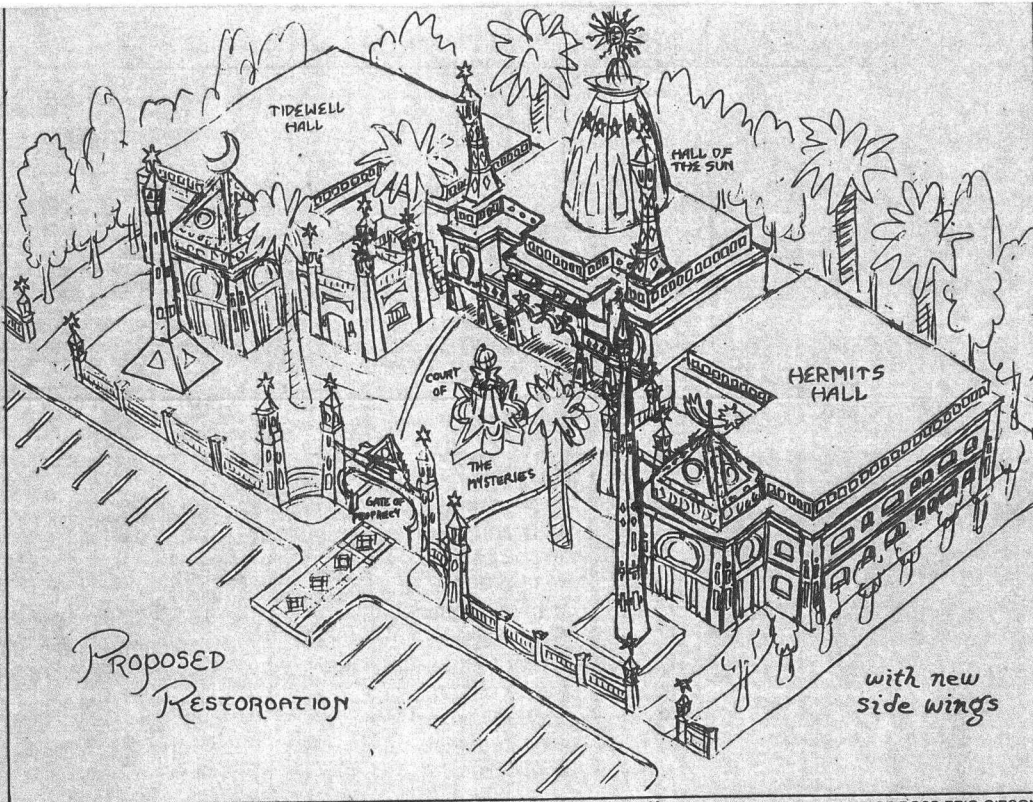 TIDEWELL
HALL
HALL OF
THE SUN
HERMITS
HALL
COURT
OF
THE
MYSTERIES
GATE OF
PROPHECY
PROPOSED
RESTOROATION
with new
side wings